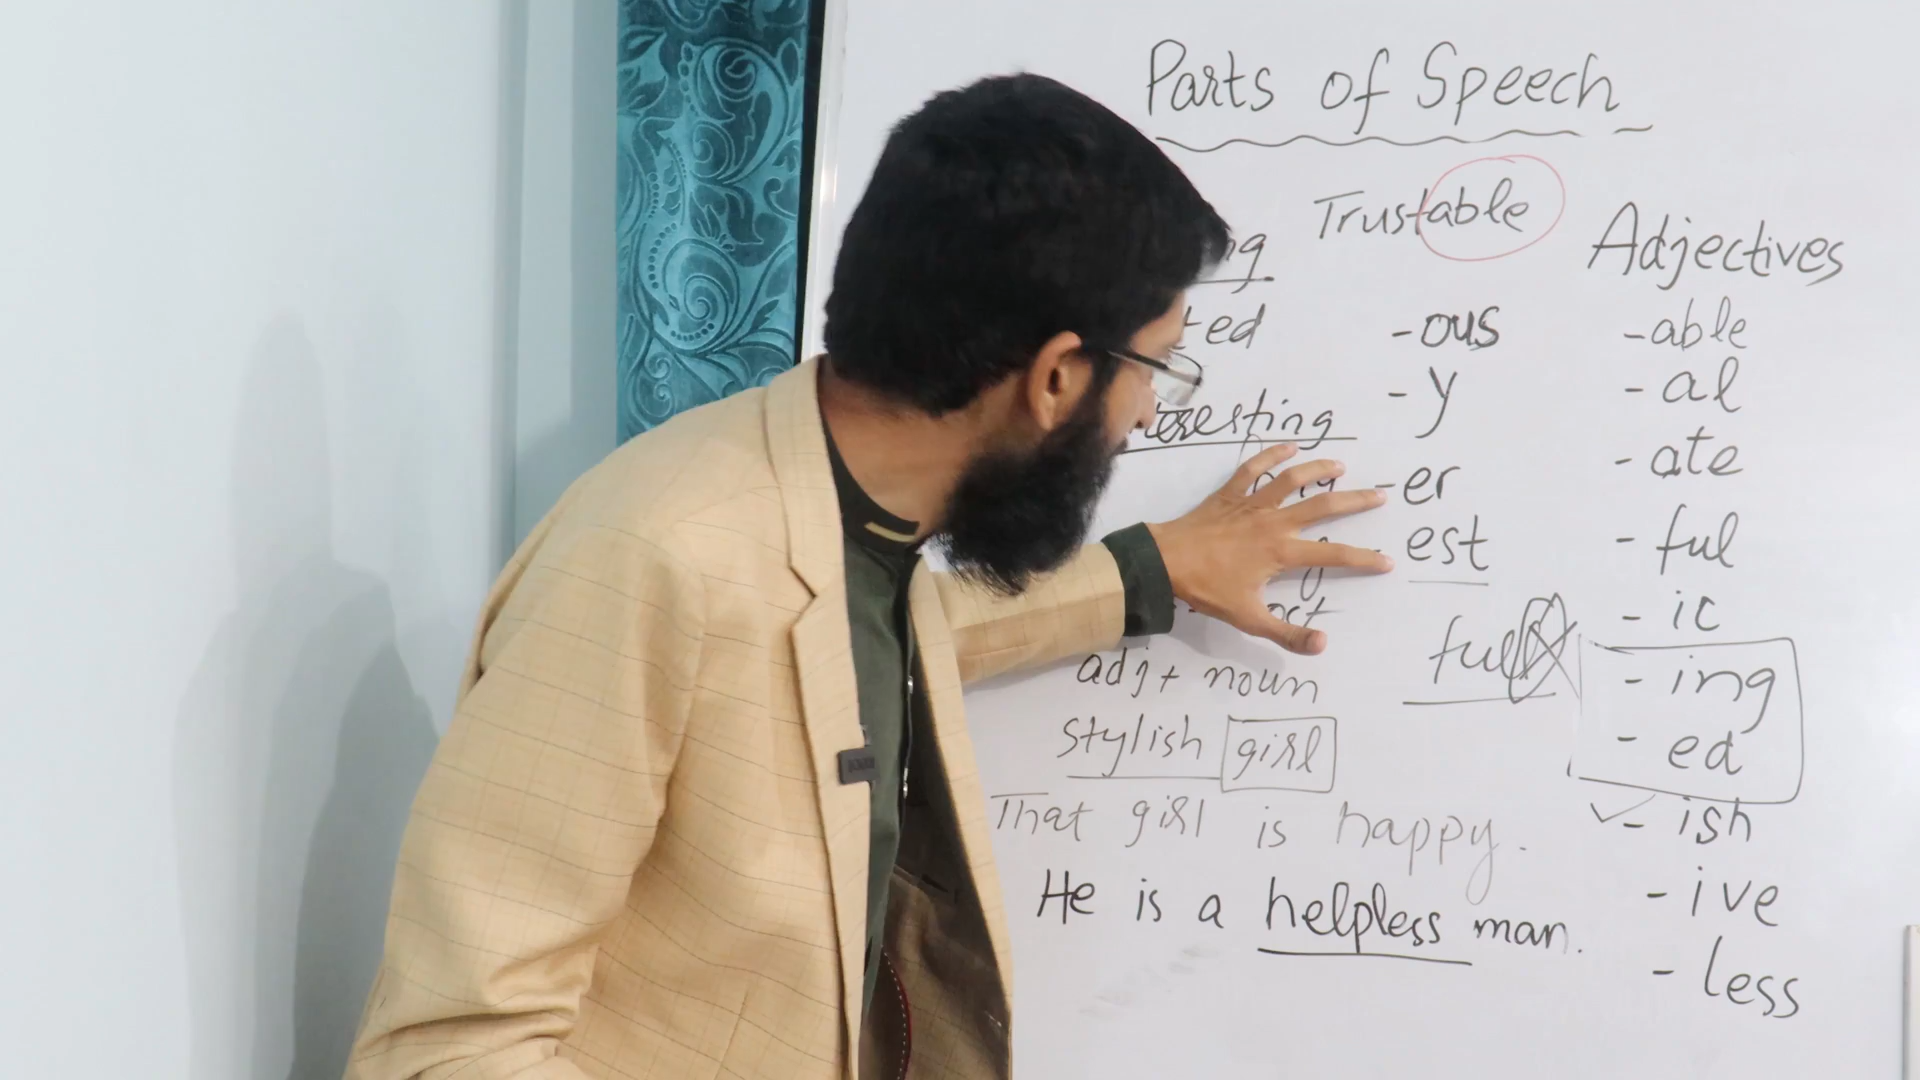 Parts of Speech
Trustable
Adjectives
-ous
-y
-er
-est
full
-able
-al
-ate
-ful
-ic
-ing
-ed
-ish
-ive
-less
adj + noun
stylish girl
That girl is happy.
He is a helpless man.